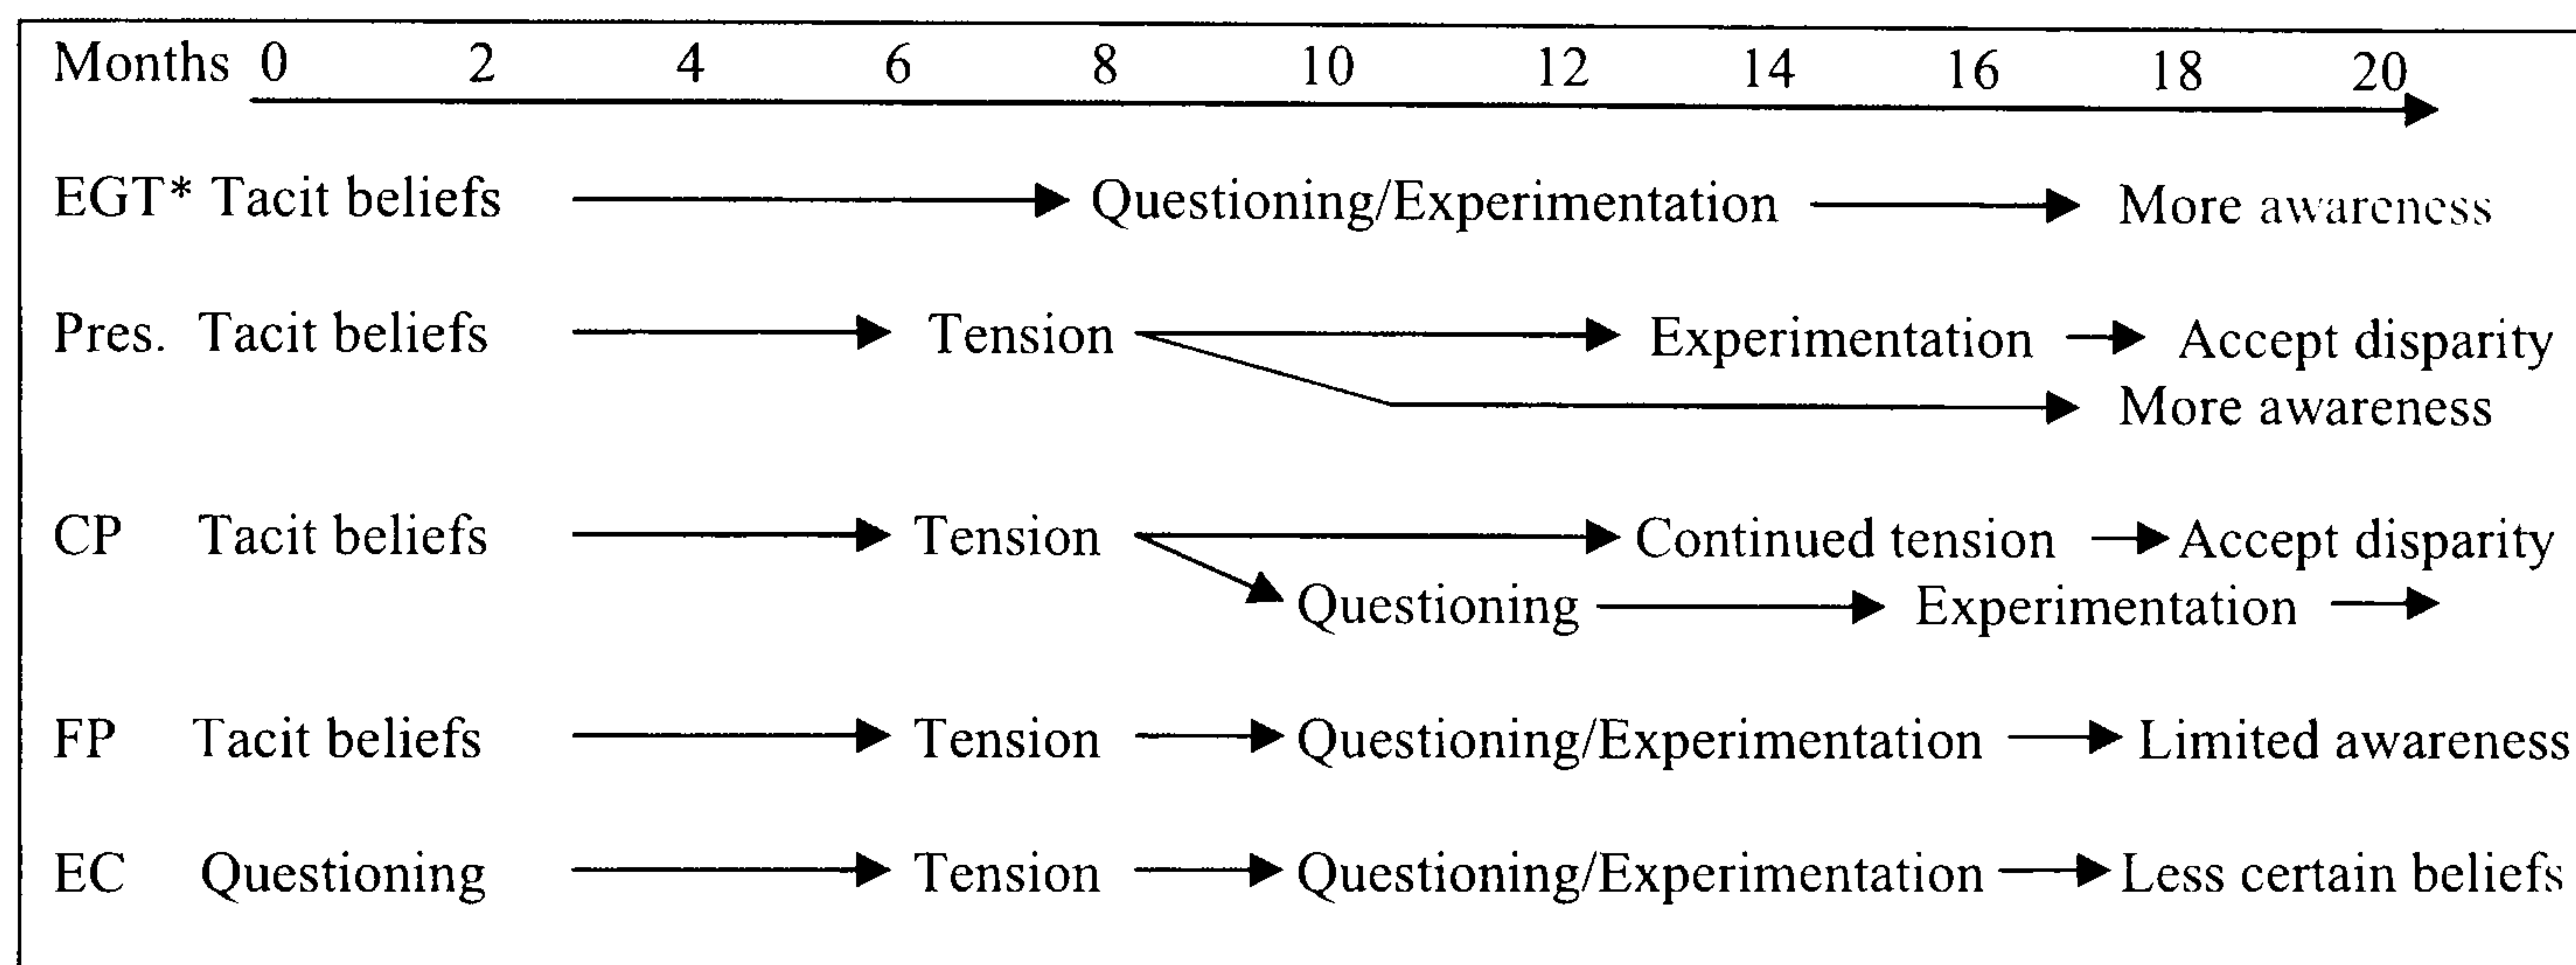 Months 0 2 4 6 8 10 12 14 16 18 20
EGT* Tacit beliefs Questioning/Experimentation More awareness
Pres. Tacit beliefs Tension Experimentation Accept disparity
More awareness
CP Tacit beliefs Tension Continued tension Accept disparity
Questioning Experimentation
FP Tacit beliefs Tension Questioning/Experimentation Limited awareness
EC Questioning Tension Questioning/Experimentation Less certain beliefs